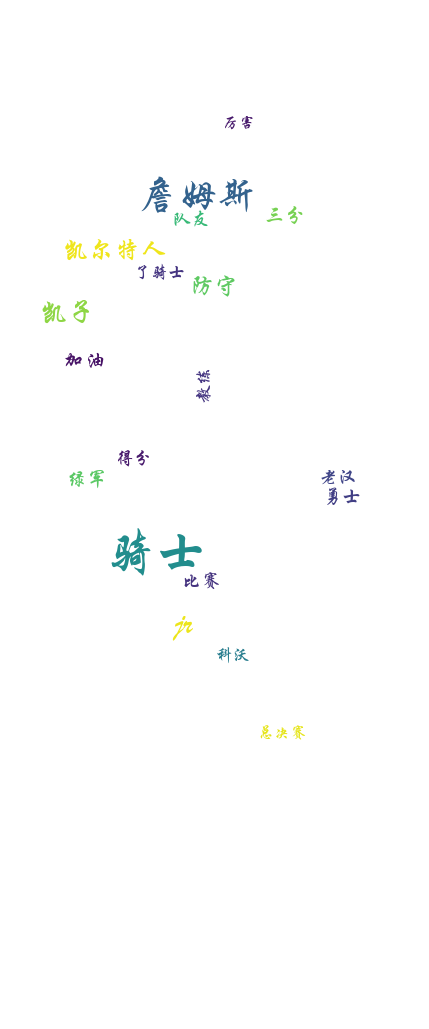 厉害
詹姆斯
队友
三分
凯尔特人
了骑士
防守
凯子
加油
教练
得分
绿军
老汉
勇士
骑士
比赛
jr
科沃
总决赛